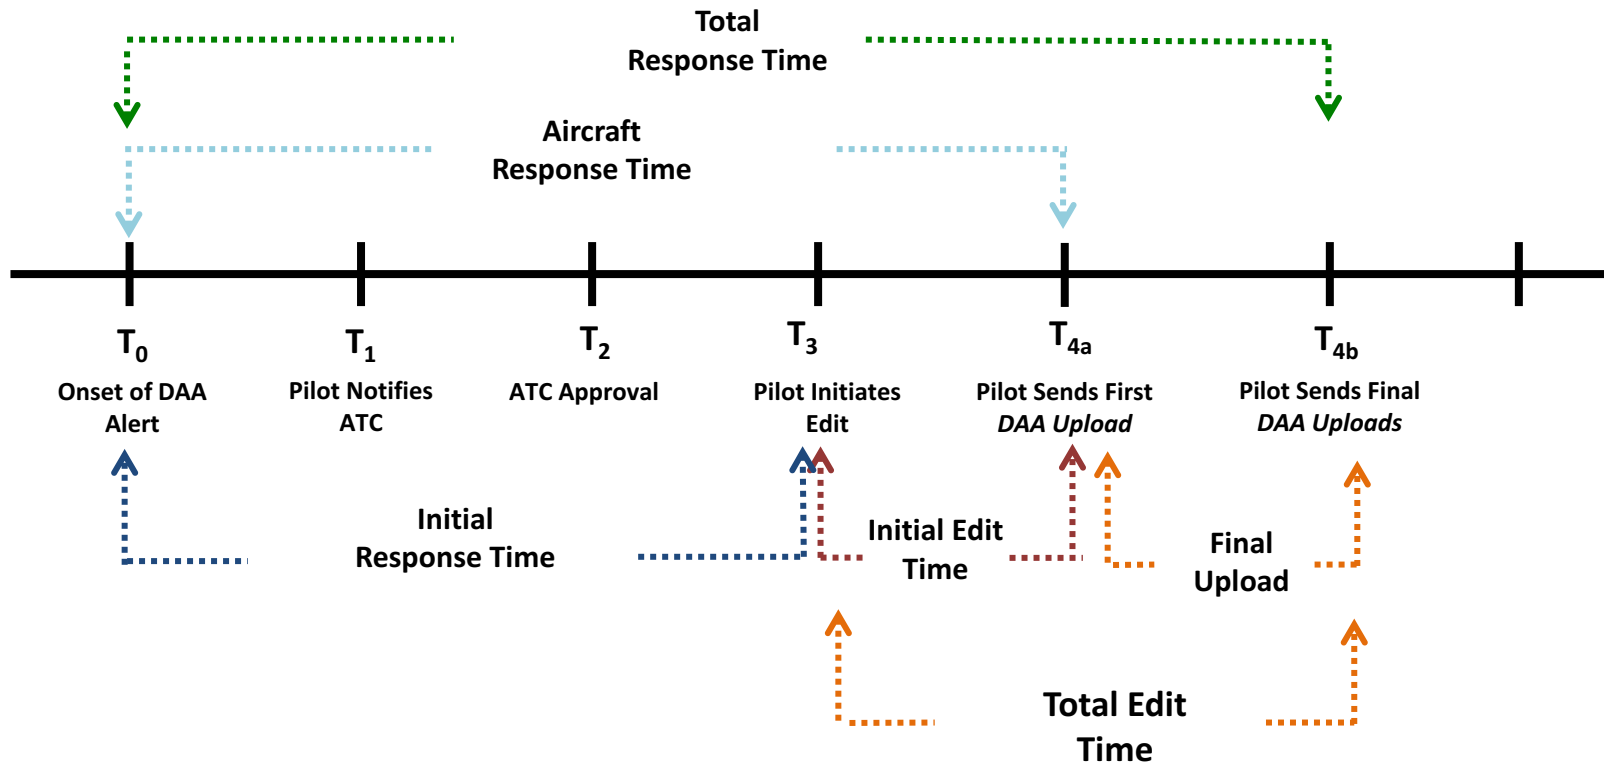 Total
Response Time
Aircraft
Response Time
T0
T1
T2
T3
T4a
T4b
Onset of DAA
Alert
Pilot Notifies
ATC
ATC Approval
Pilot Initiates
Edit
Pilot Sends First
DAA Upload
Pilot Sends Final
DAA Uploads
Initial
Response Time
Initial Edit
Time
Final
Upload
Total Edit
Time